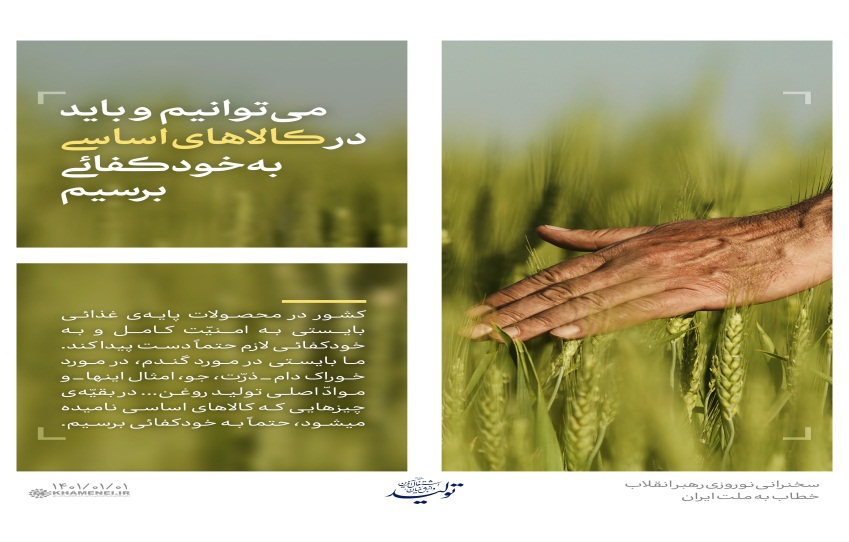 می‌توانیم و باید
در کالاهای اساسی
به خودکفائی
برسیم
کشور در محصولات پایه‌ی غذائی
بایستی به امنیّت کامل و به
خودکفائی لازم حتماً دست پیدا کند.
ما بایستی در مورد گندم، در مورد
خوراک دام ـ ذرّت، جو، امثال اینها ـ و
موادّ اصلی تولید روغن... در بقیّه‌ی
چیزهایی که کالاهای اساسی نامیده
میشود، حتماً به خودکفائی برسیم.
سخنرانی نوروزی رهبر انقلاب
خطاب به ملت ایران
تولید
۱۴۰۱/۰۱/۰۱
KHAMENEI.IR